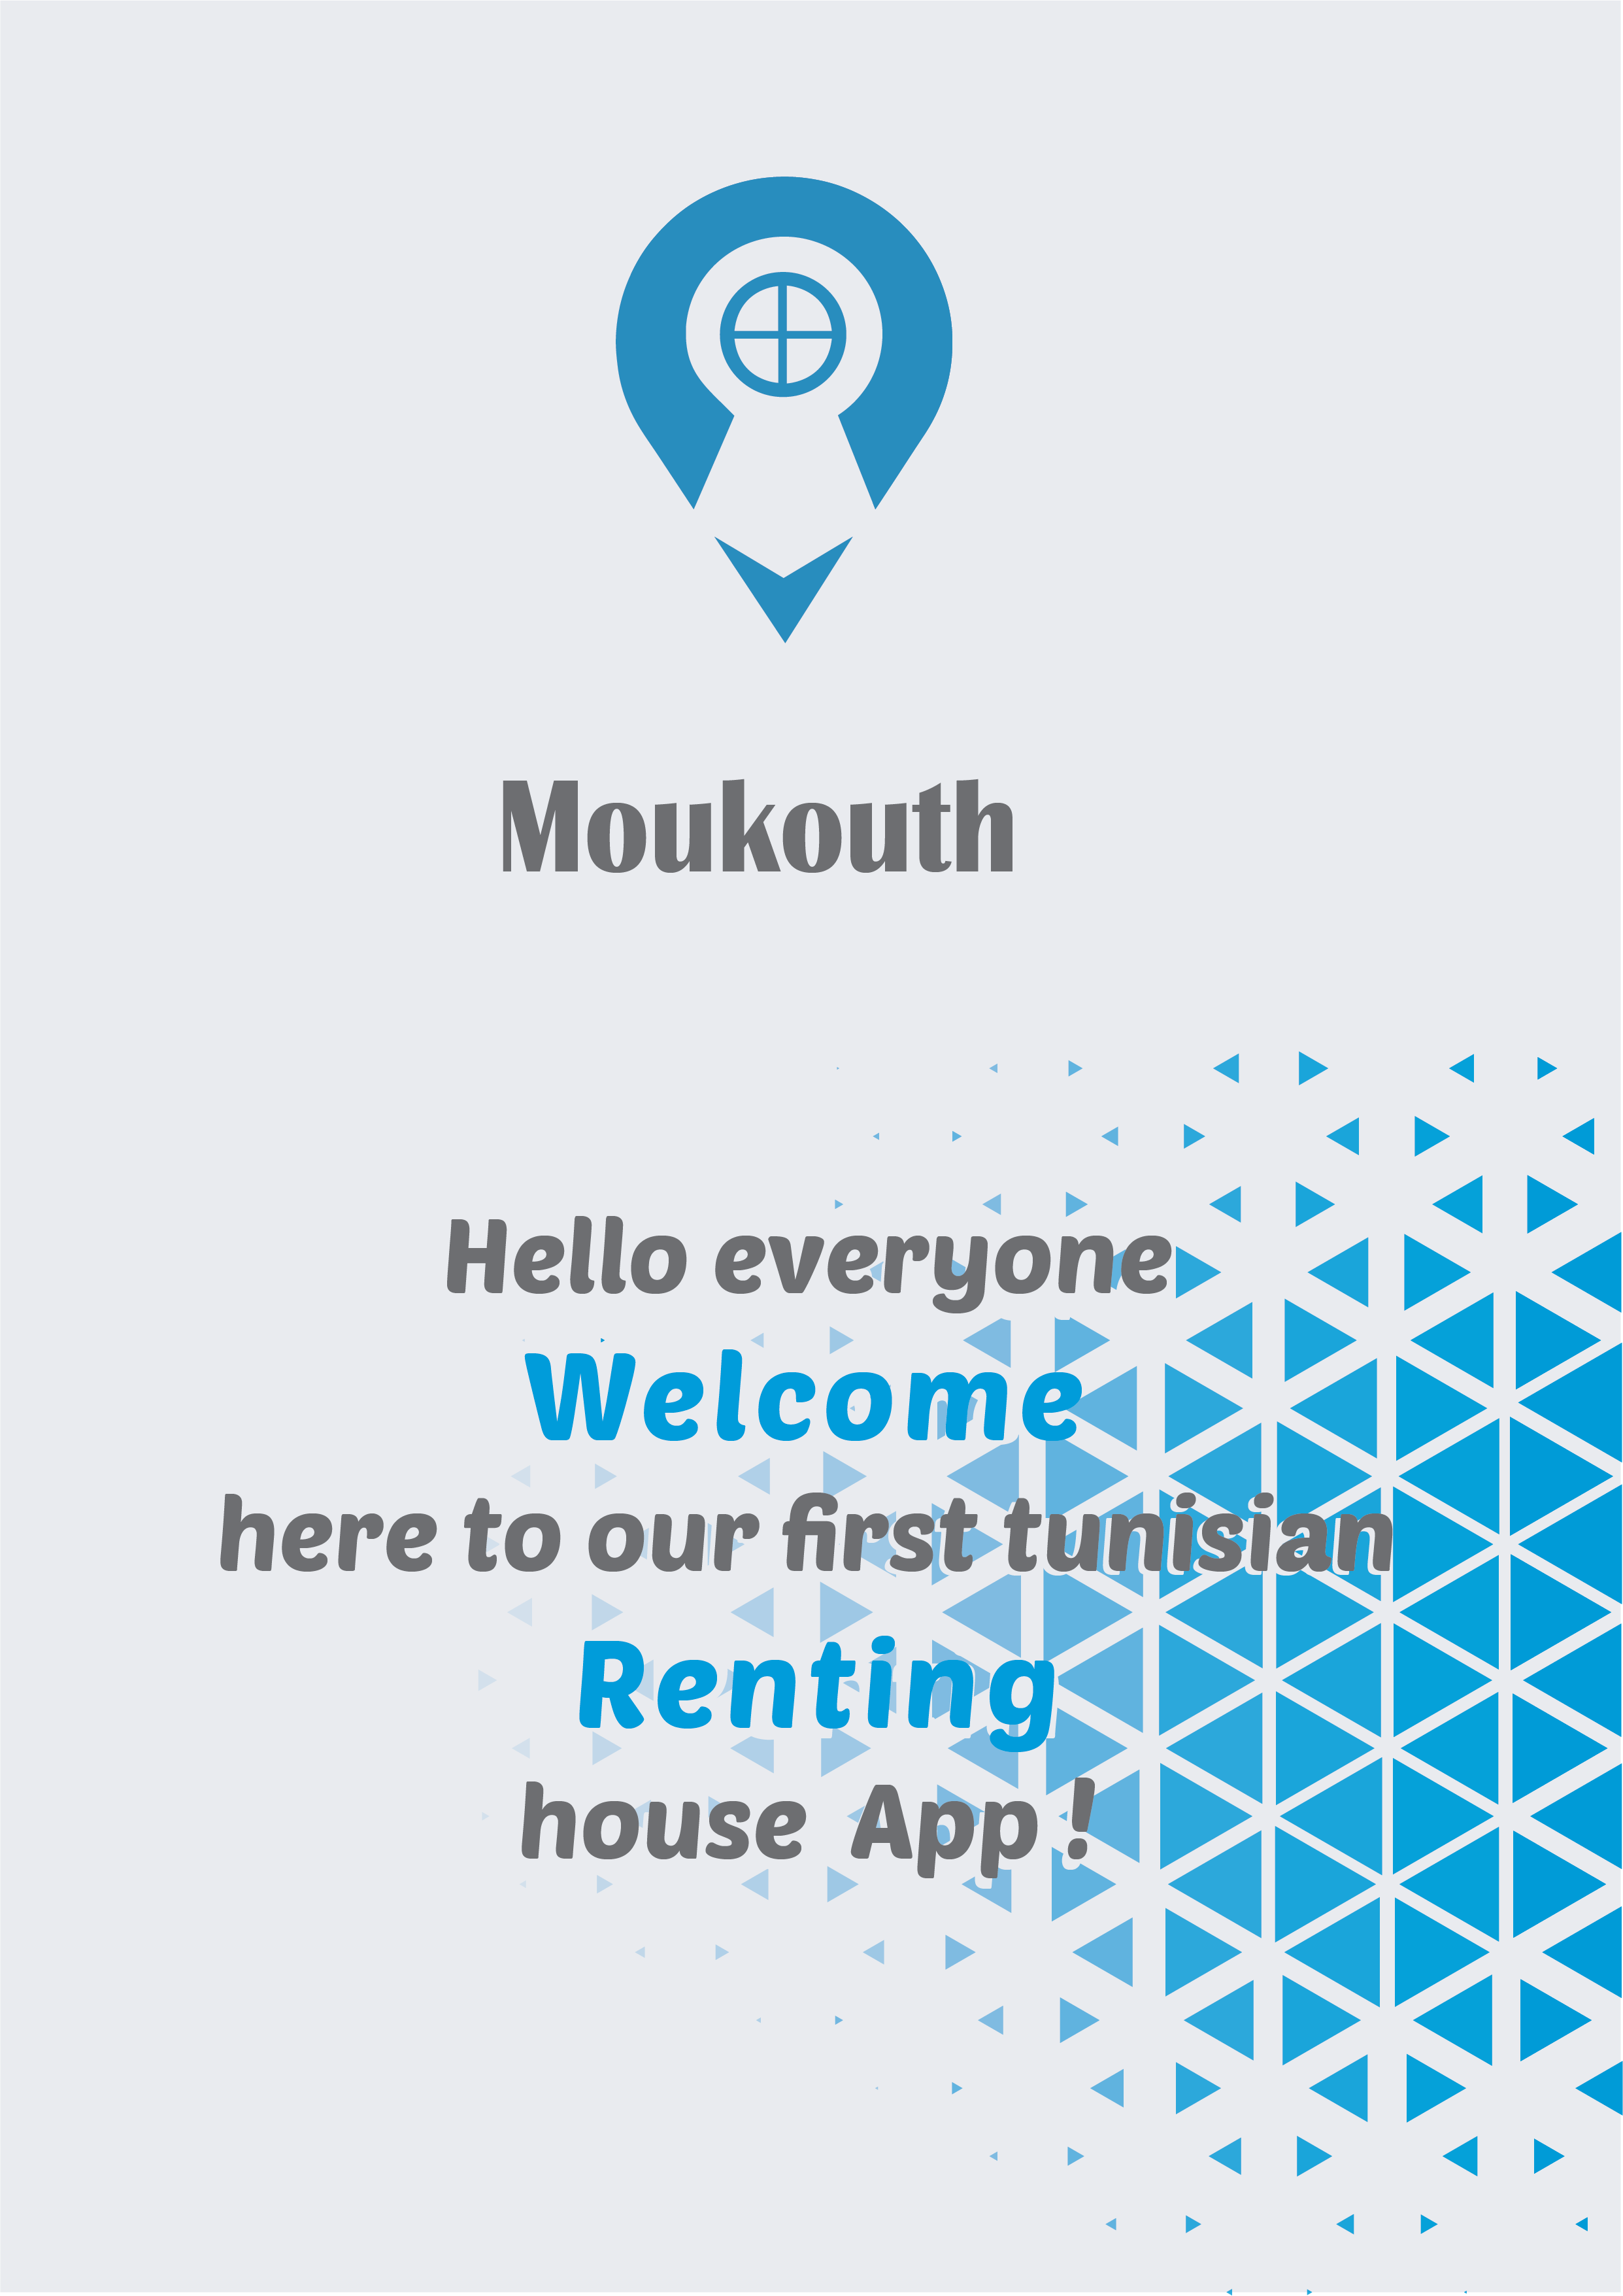 Moukouth
Hello everyone
Welcome
here to our first tunisian
Renting
house App !